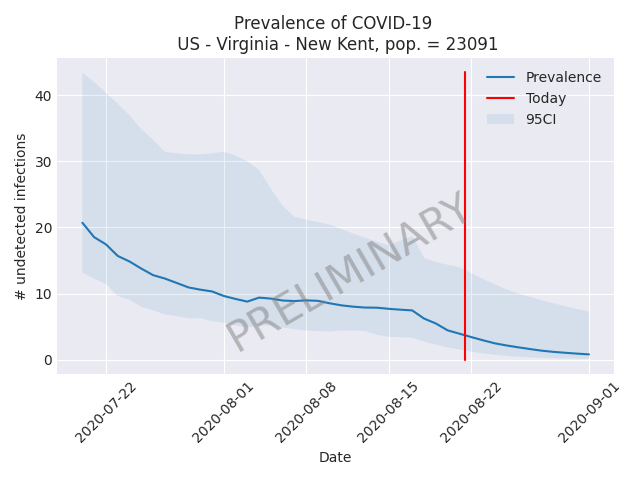 Prevalence of COVID-19
US - Virginia - New Kent, pop. = 23091
Prevalence
Today
95CI
# undetected infections
40
30
20
10
0
PRELIMINARY
2020-07-22
2020-08-01
2020-08-08
2020-08-15
2020-08-22
2020-09-01
Date